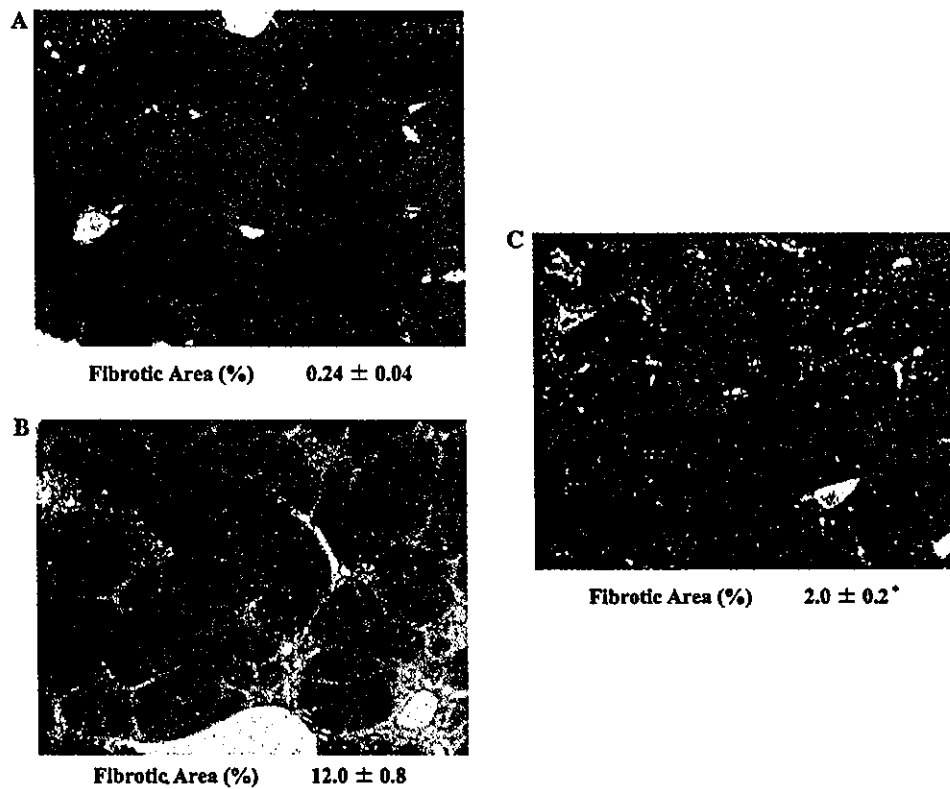 A
Fibrotic Area (%) 0.24 ± 0.04
B
Fibrotic Area (%) 12.0 ± 0.8
C
Fibrotic Area (%) 2.0 ± 0.2*